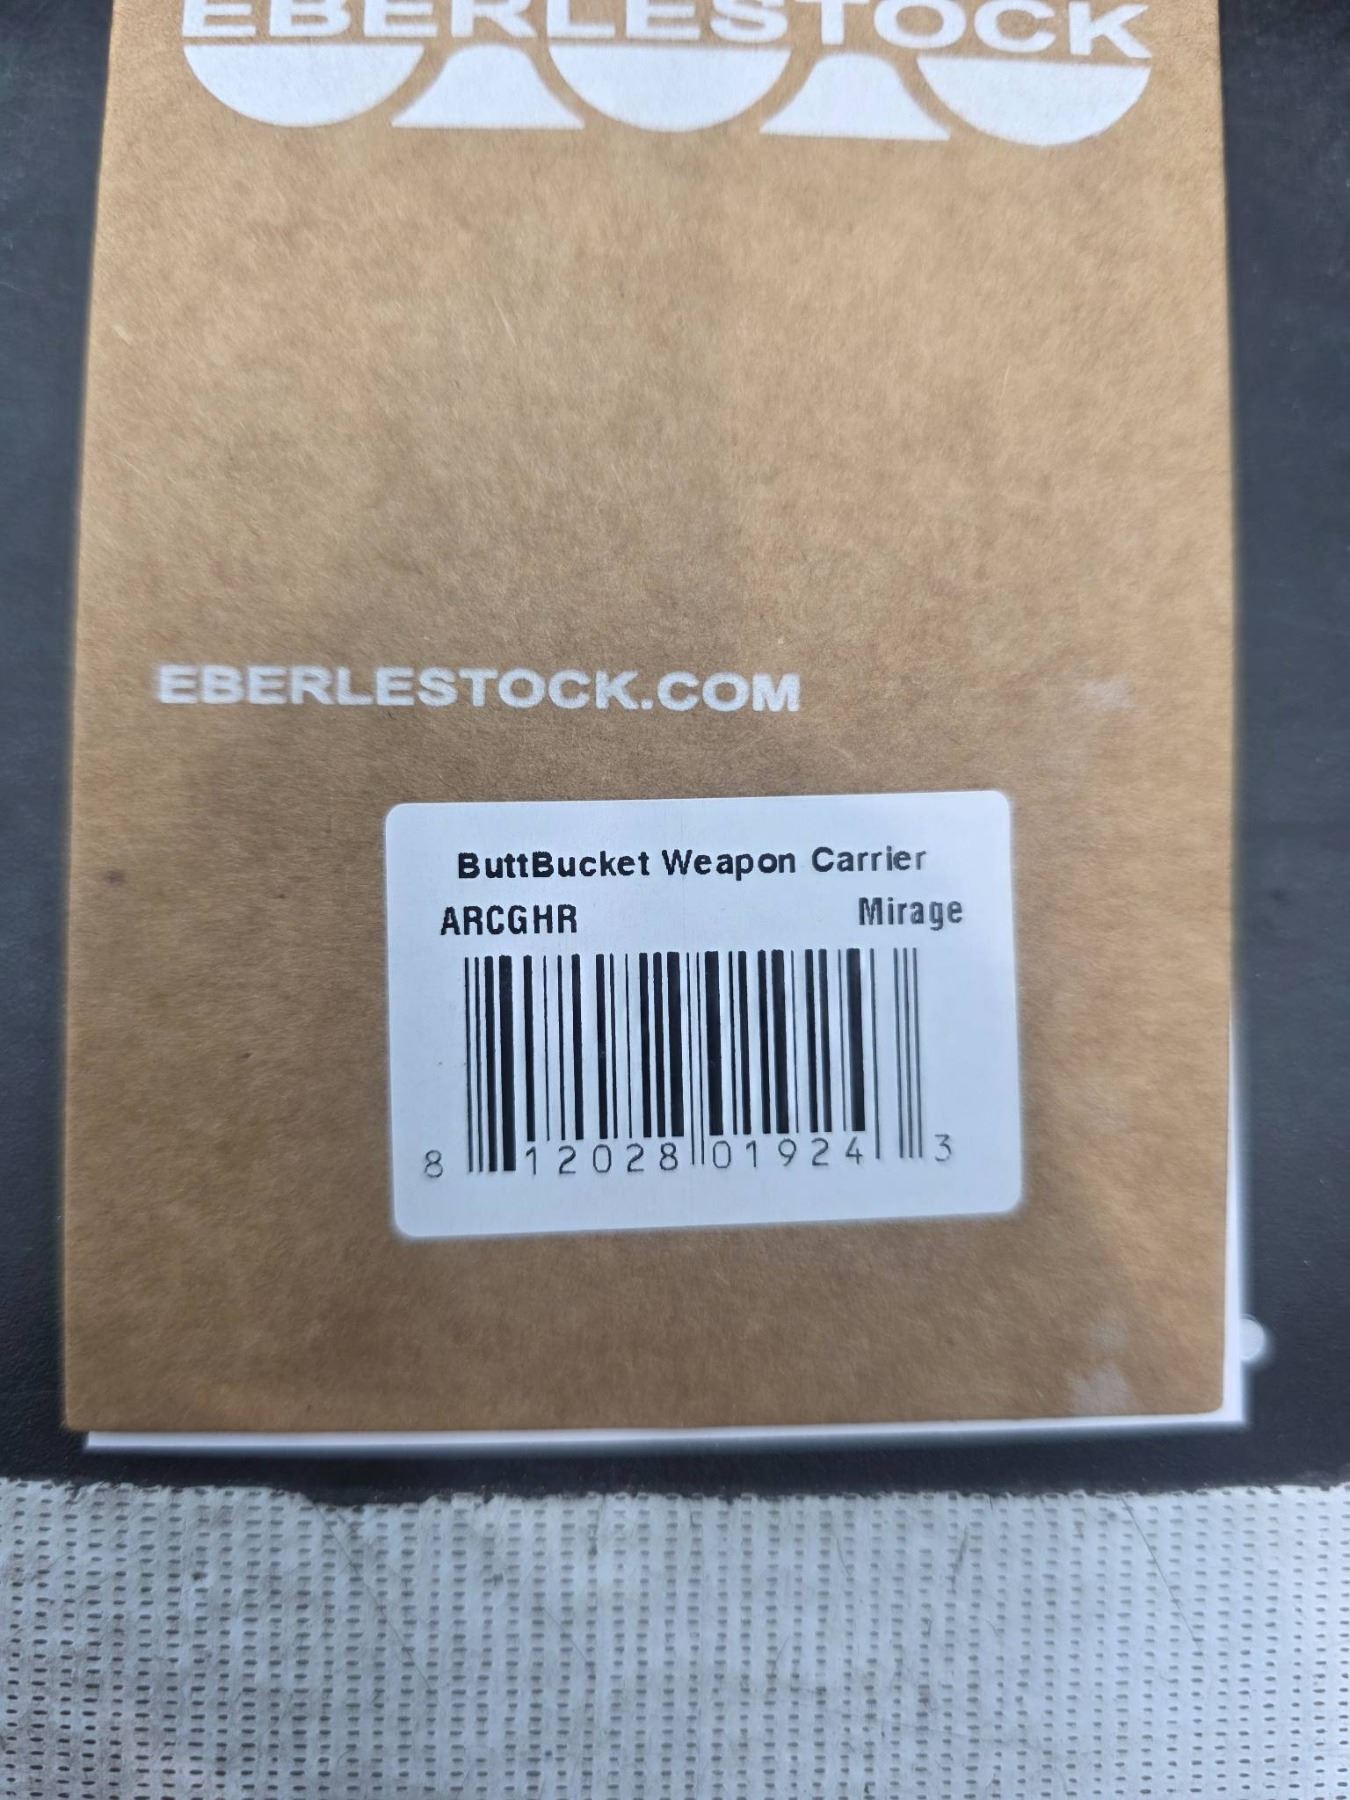 EBERLESTOCK
EBERLESTOCK.COM
ButtBucket Weapon Carrier
ARCGHR Mirage
8 12028 01924 3